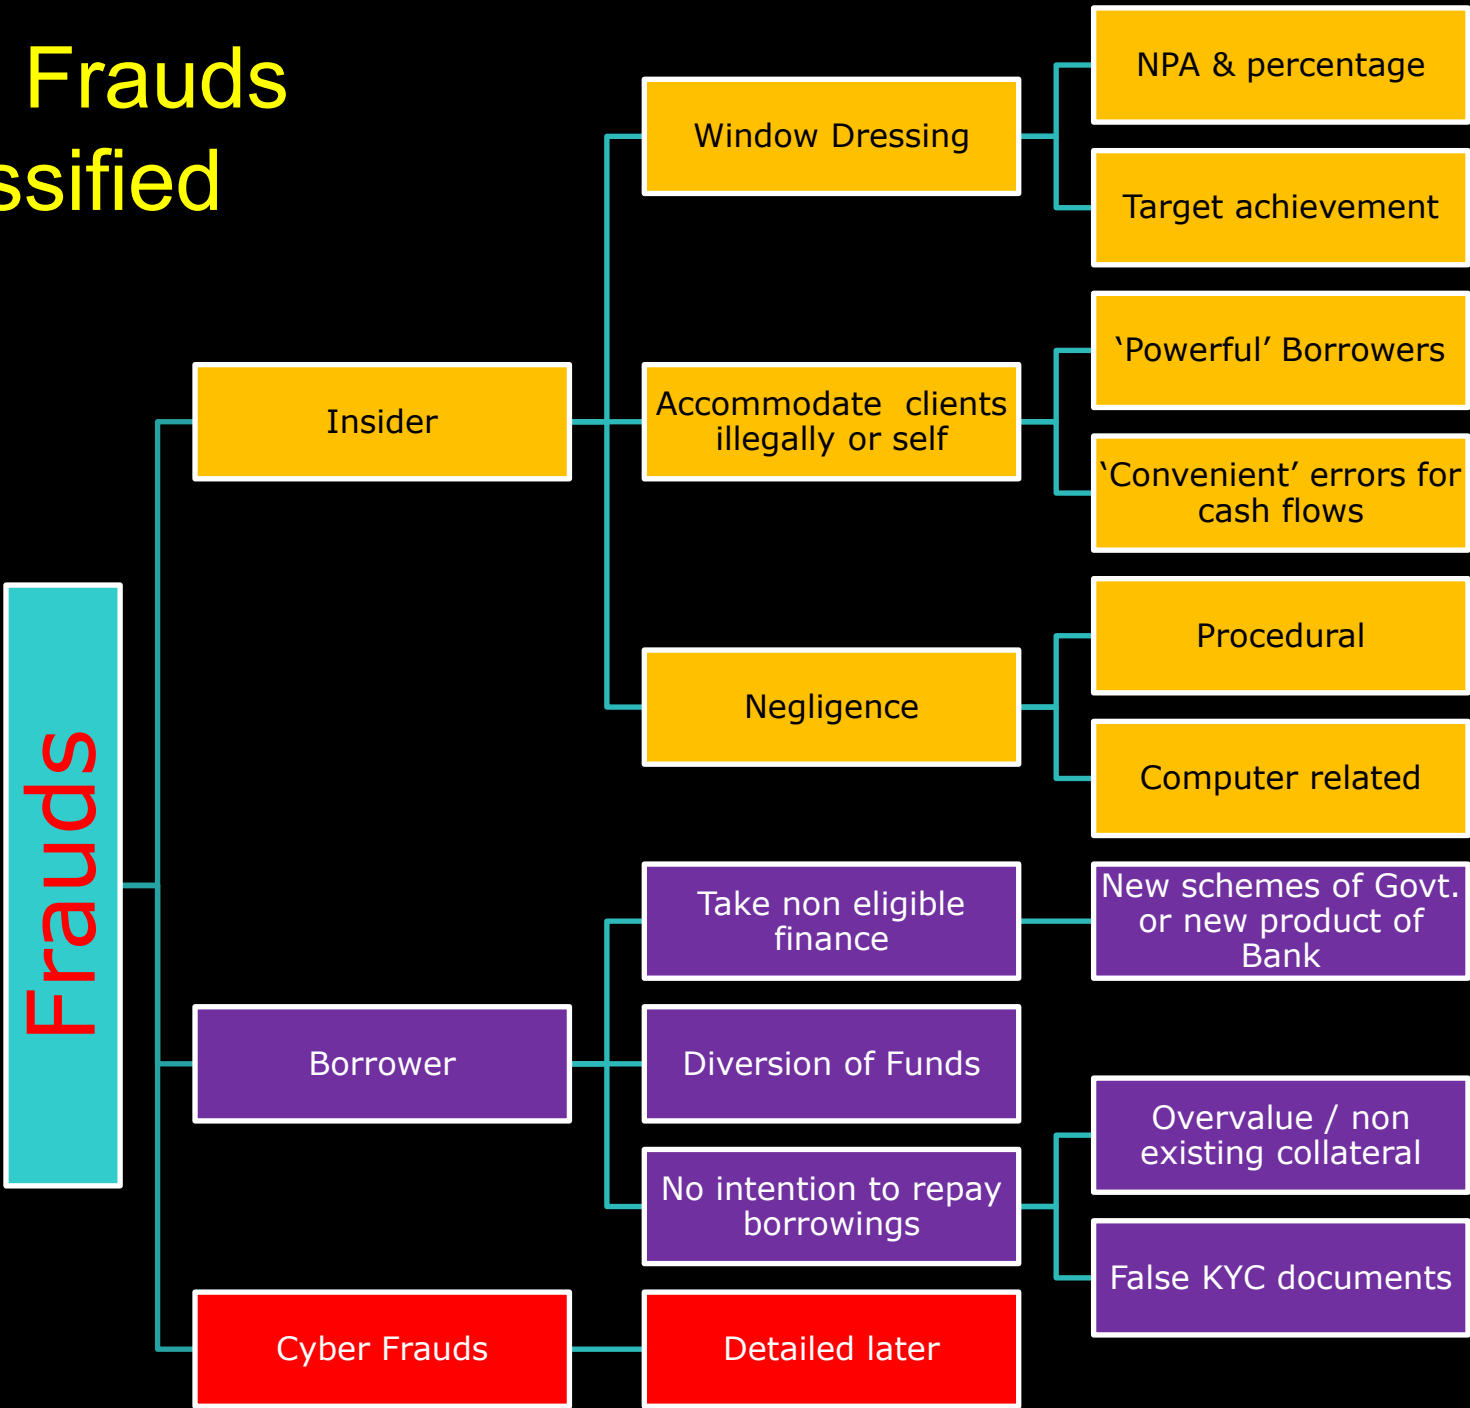 Frauds
ssified
Frauds
Insider
Window Dressing
NPA & percentage
Target achievement
Accommodate  clients
illegally or self
‘Powerful’ Borrowers
‘Convenient’ errors for
cash flows
Negligence
Procedural
Computer related
Borrower
Take non eligible
finance
New schemes of Govt.
or new product of
Bank
Diversion of Funds
No intention to repay
borrowings
Overvalue / non
existing collateral
False KYC documents
Cyber Frauds
Detailed later